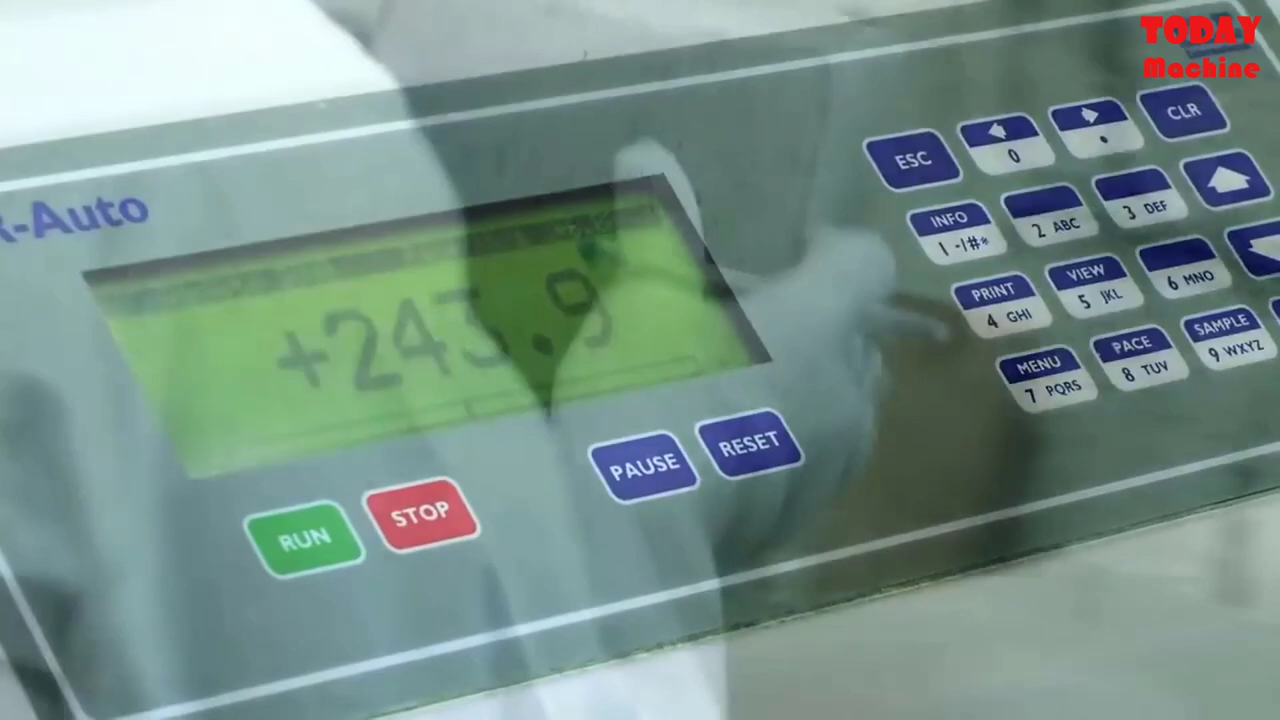 TODAY
Machine
-Auto
+243.9
ESC
0
.
CLR
INFO
1 -/#*
2 ABC
3 DEF
PRINT
4 GHI
VIEW
5 JKL
6 MNO
MENU
7 PQRS
PACE
8 TUV
SAMPLE
9 WXYZ
PAUSE
RESET
RUN
STOP